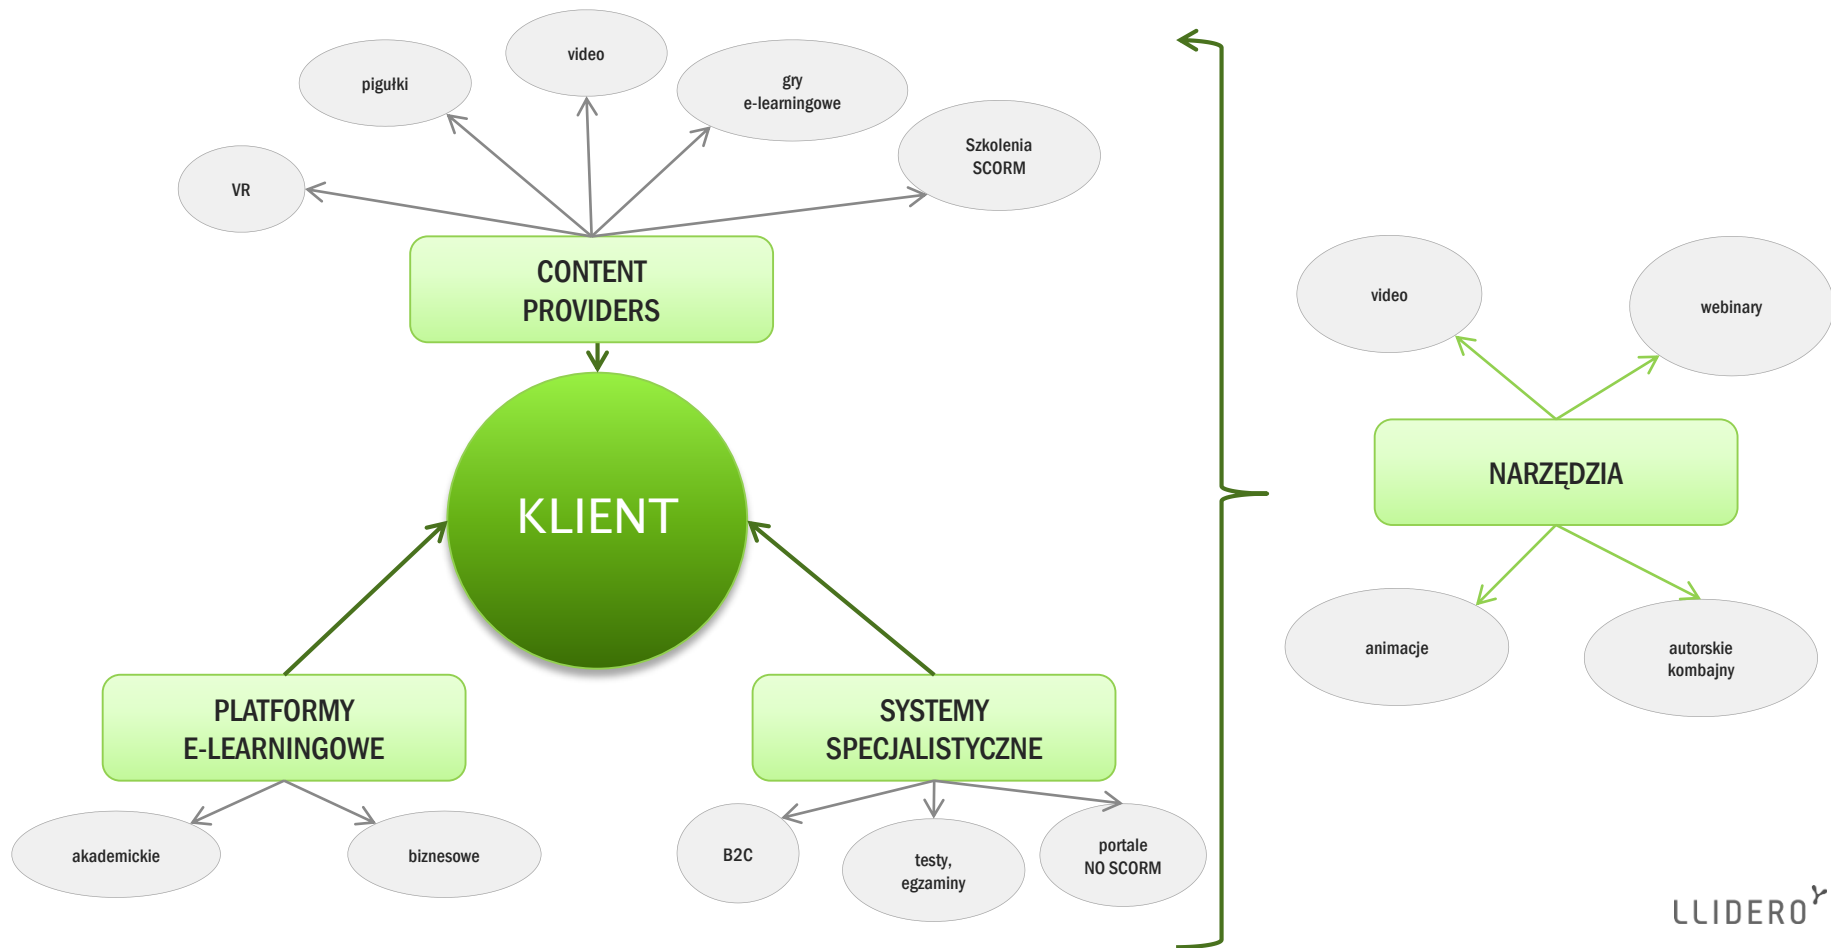 video
pigułki
gry
e-learningowe
Szkolenia
SCORM
VR
CONTENT
PROVIDERS
KLIENT
PLATFORMY
E-LEARNINGOWE
akademickie
biznesowe
SYSTEMY
SPECJALISTYCZNE
B2C
testy,
egzaminy
portale
NO SCORM
video
webinary
NARZĘDZIA
animacje
autorskie
kombajny
LLIDERO